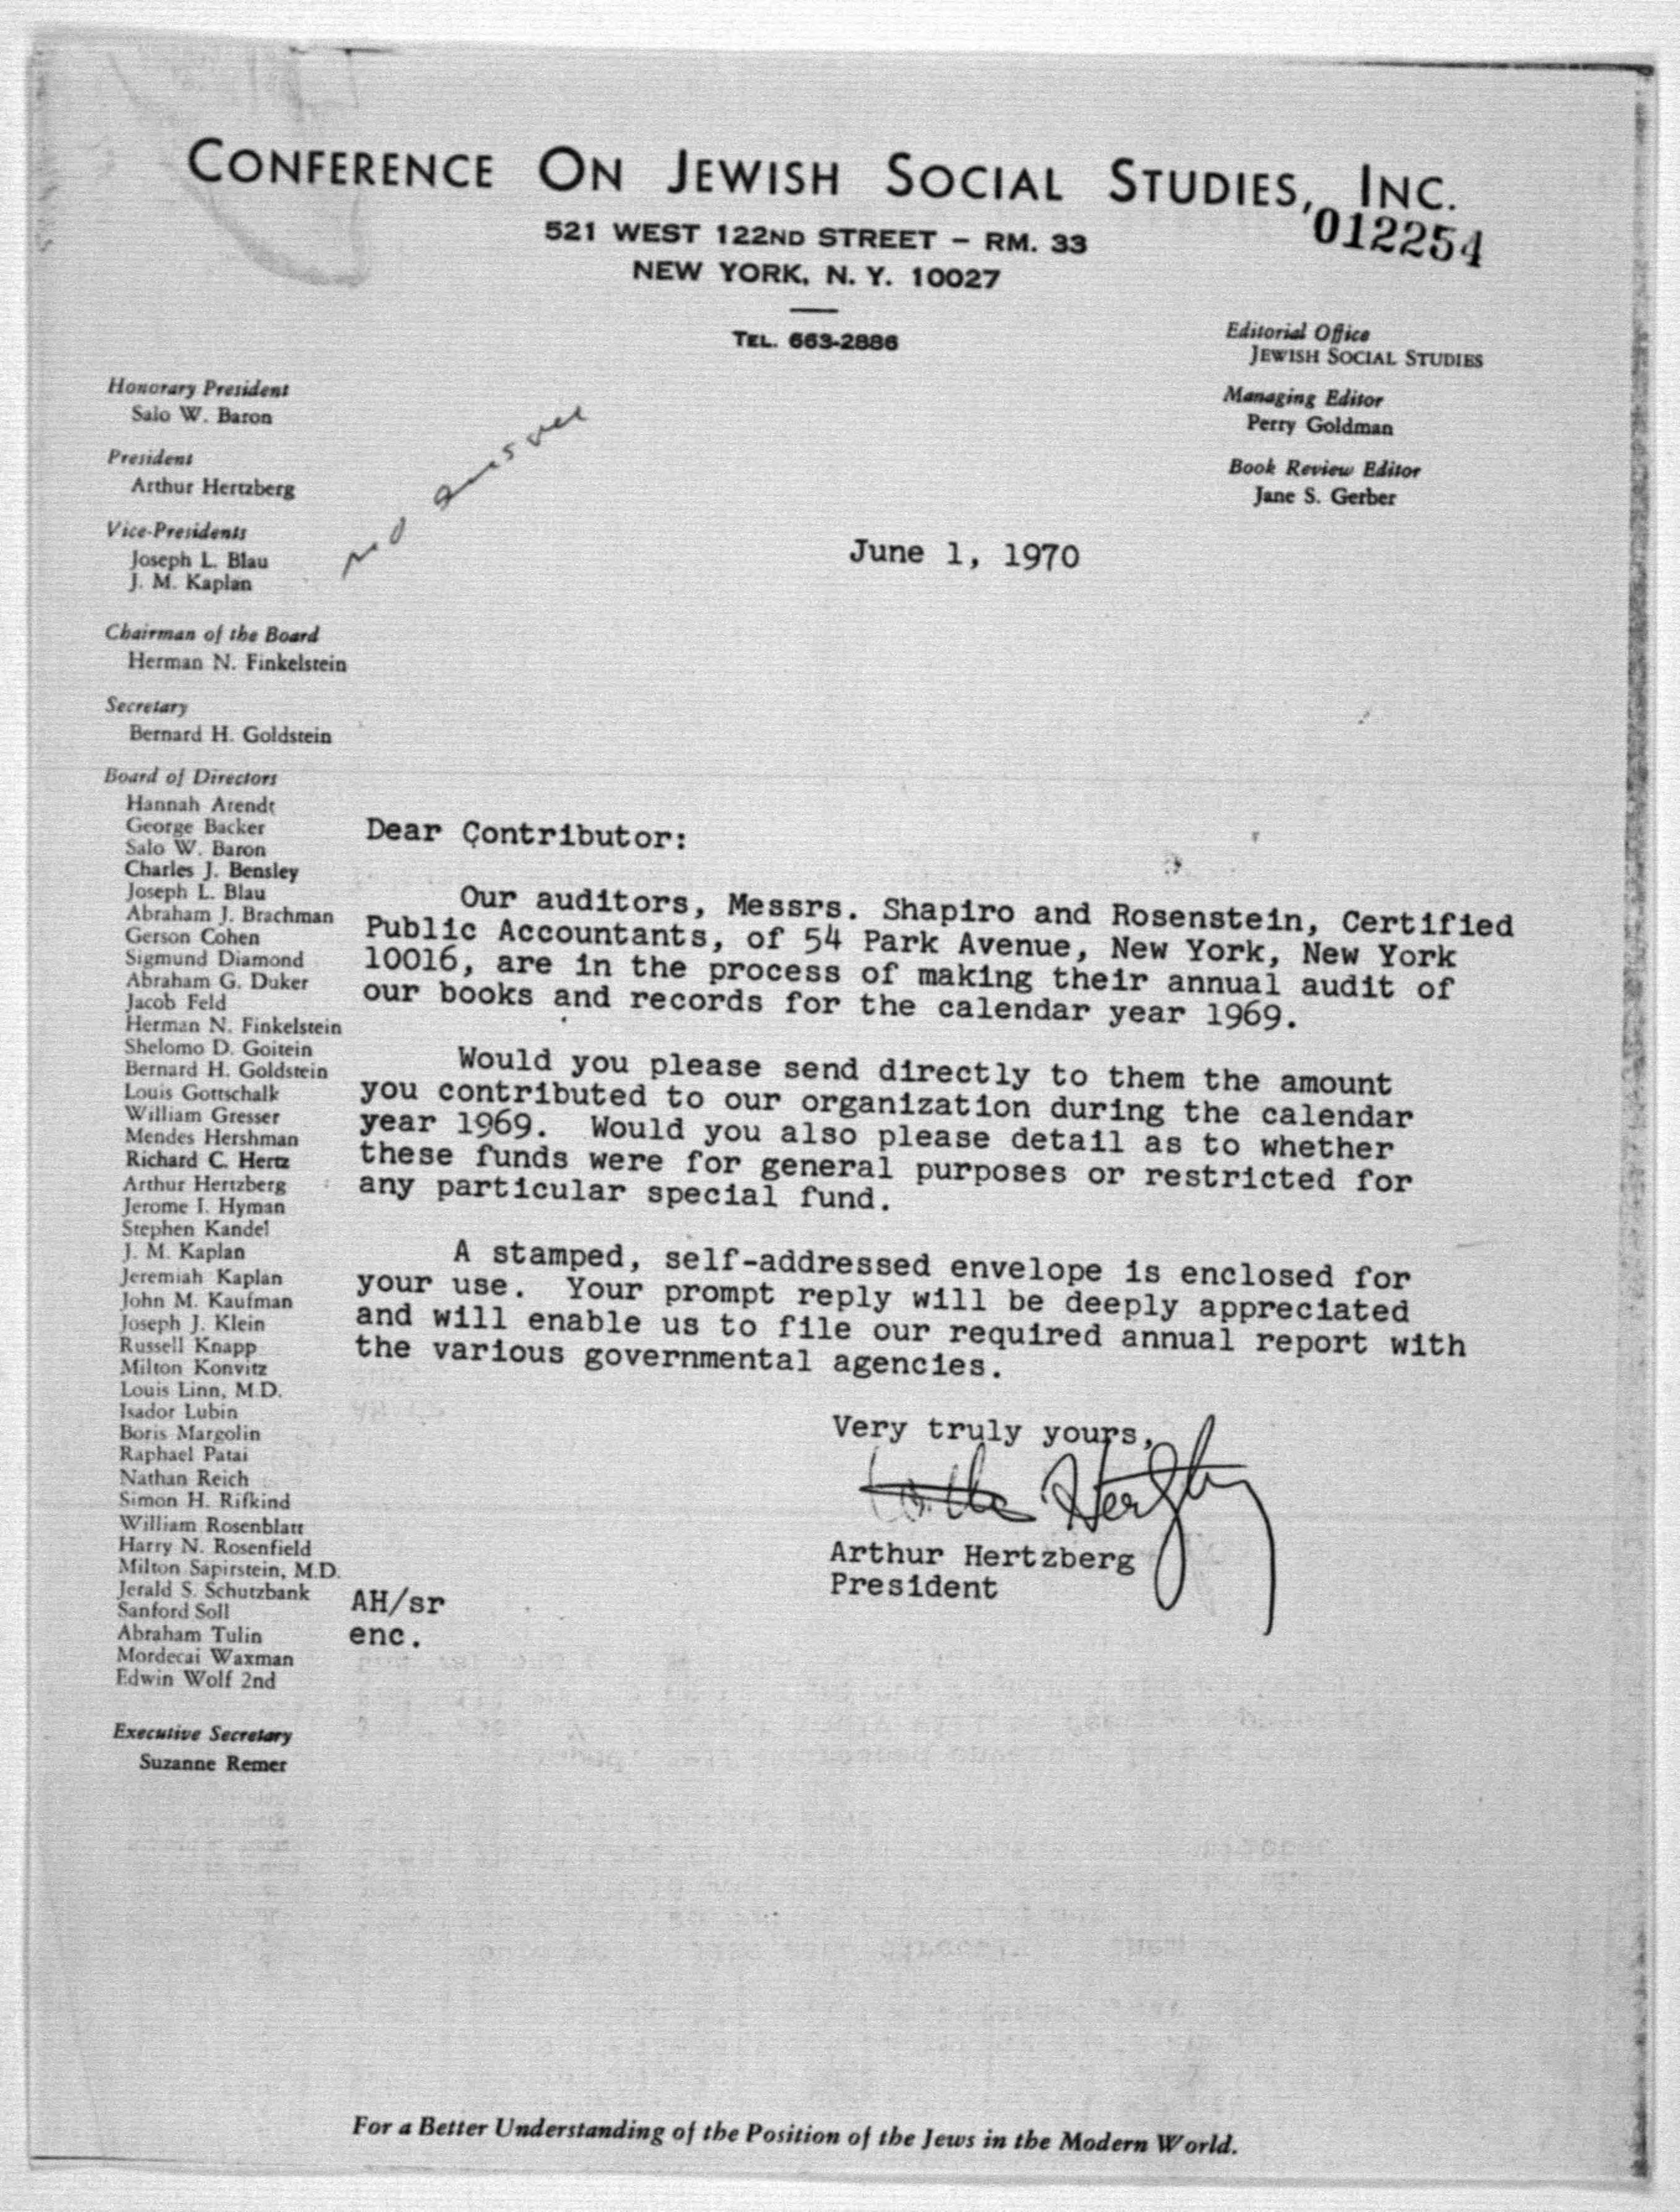 CONFERENCE ON JEWISH SOCIAL STUDIES, INC.
012254
521 WEST 122ND STREET – RM. 33
NEW YORK, N. Y. 10027
TEL. 663-2886
Editorial Office
JEWISH SOCIAL STUDIES
Managing Editor
Perry Goldman
Book Review Editor
Jane S. Gerber
Honorary President
Salo W. Baron
President
Arthur Hertzberg
Vice-Presidents
Joseph L. Blau
J. M. Kaplan
Chairman of the Board
Herman N. Finkelstein
Secretary
Bernard H. Goldstein
Board of Directors
Hannah Arendt
George Backer
Salo W. Baron
Charles J. Bensley
Joseph L. Blau
Abraham J. Brachman
Gerson Cohen
Sigmund Diamond
Abraham G. Duker
Jacob Feld
Herman N. Finkelstein
Shelomo D. Goitein
Bernard H. Goldstein
Louis Gottschalk
William Gresser
Mendes Hershman
Richard C. Hertz
Arthur Hertzberg
Jerome I. Hyman
Stephen Kandel
J. M. Kaplan
Jeremiah Kaplan
John M. Kaufman
Joseph J. Klein
Russell Knapp
Milton Konvitz
Louis Linn, M.D.
Isador Lubin
Boris Margolin
Raphael Patai
Nathan Reich
Simon H. Rifkind
William Rosenblatt
Harry N. Rosenfield
Milton Sapirstein, M.D.
Jerald S. Schutzbank
Sanford Soll
Abraham Tulin
Mordecai Waxman
Edwin Wolf 2nd
Executive Secretary
Suzanne Remer
no answer
June 1, 1970
Dear Contributor:
Our auditors, Messrs. Shapiro and Rosenstein, Certified
Public Accountants, of 54 Park Avenue, New York, New York
10016, are in the process of making their annual audit of
our books and records for the calendar year 1969.
Would you please send directly to them the amount
you contributed to our organization during the calendar
year 1969. Would you also please detail as to whether
these funds were for general purposes or restricted for
any particular special fund.
A stamped, self-addressed envelope is enclosed for
your use. Your prompt reply will be deeply appreciated
and will enable us to file our required annual report with
the various governmental agencies.
Very truly yours,
Arthur Hertzberg
Arthur Hertzberg
President
AH/sr
enc.
For a Better Understanding of the Position of the Jews in the Modern World.